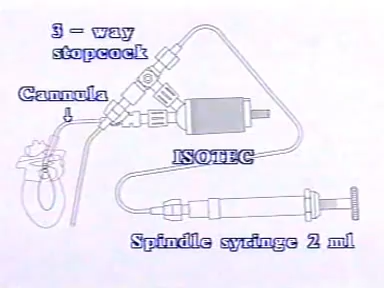 3 - way
stopcock
Cannula
ISOTEC
Spindle syringe 2 ml